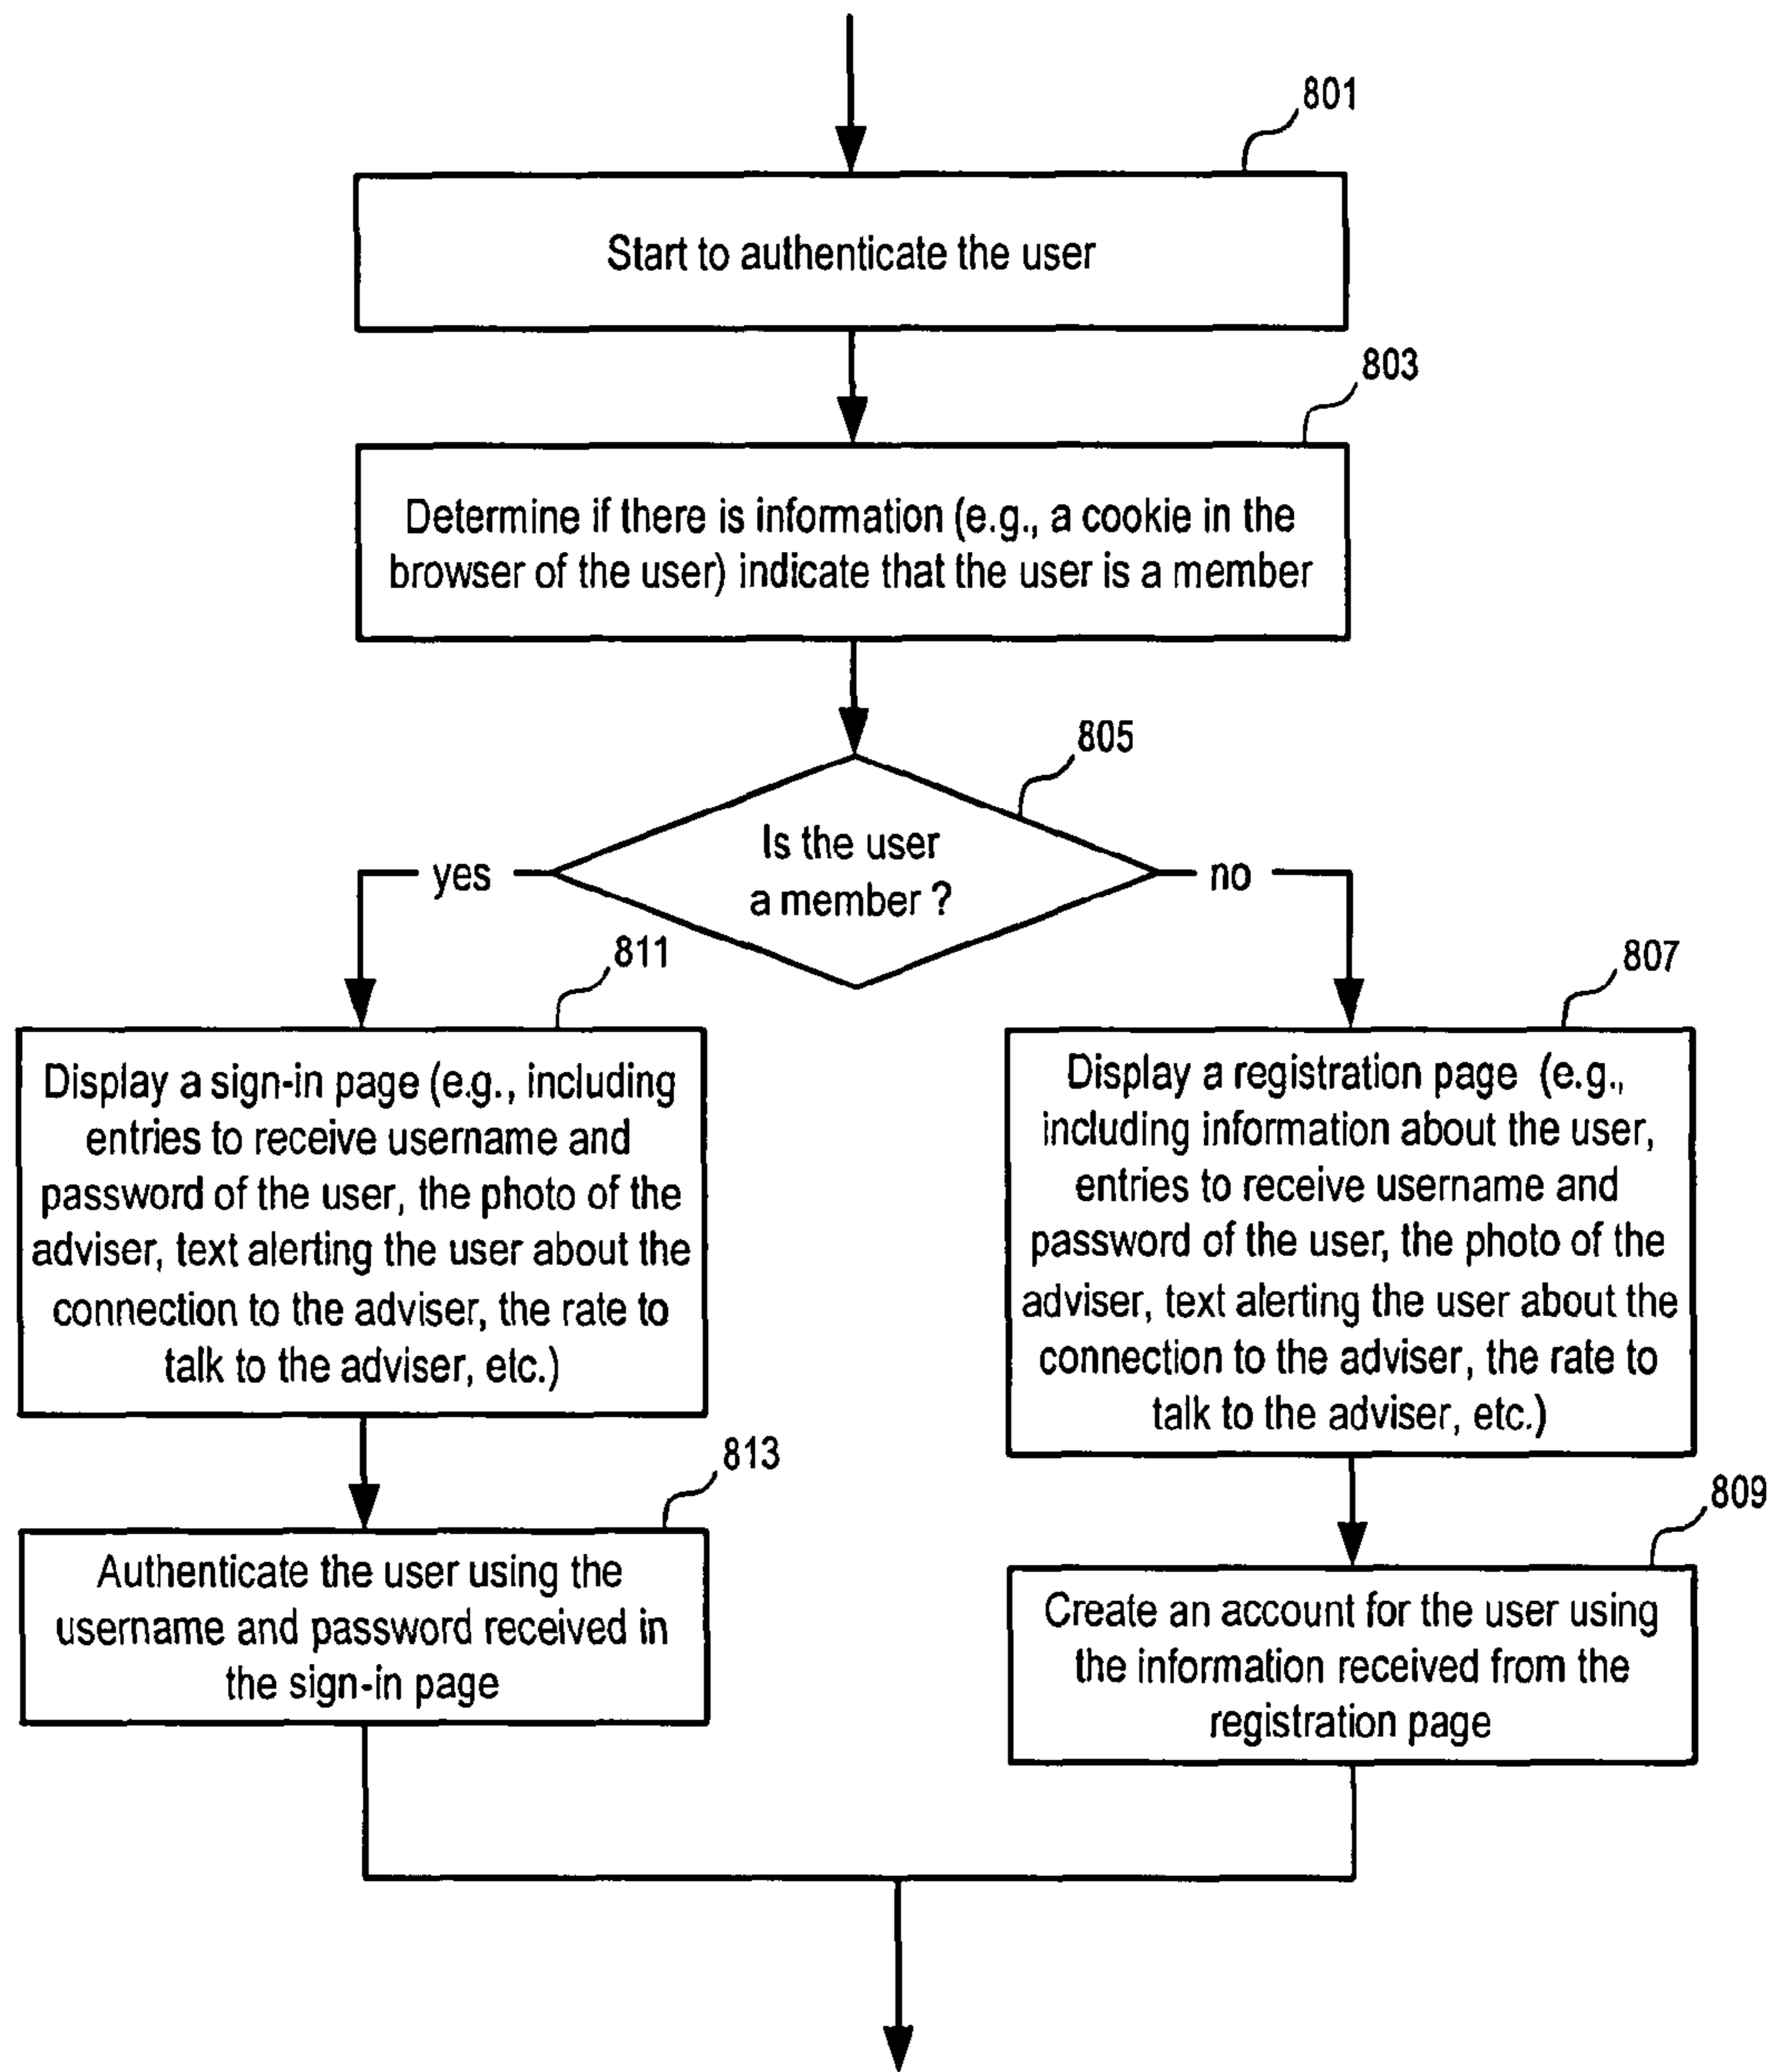 801
Start to authenticate the user
803
Determine if there is information (e.g., a cookie in the
browser of the user) indicate that the user is a member
805
Is the user
a member ?
yes
no
811
Display a sign-in page (e.g., including
entries to receive username and
password of the user, the photo of the
adviser, text alerting the user about the
connection to the adviser, the rate to
talk to the adviser, etc.)
807
Display a registration page (e.g.,
including information about the user,
entries to receive username and
password of the user, the photo of the
adviser, text alerting the user about the
connection to the adviser, the rate to
talk to the adviser, etc.)
813
Authenticate the user using the
username and password received in
the sign-in page
809
Create an account for the user using
the information received from the
registration page